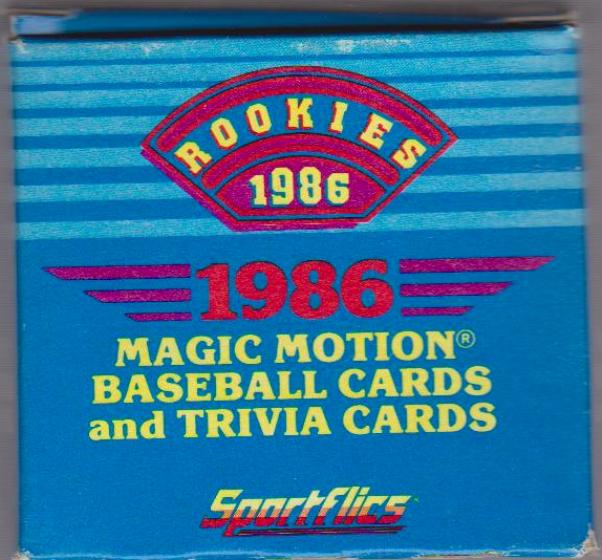 ROOKIES
1986
1986
MAGIC MOTION®
BASEBALL CARDS
and TRIVIA CARDS
Sportflics